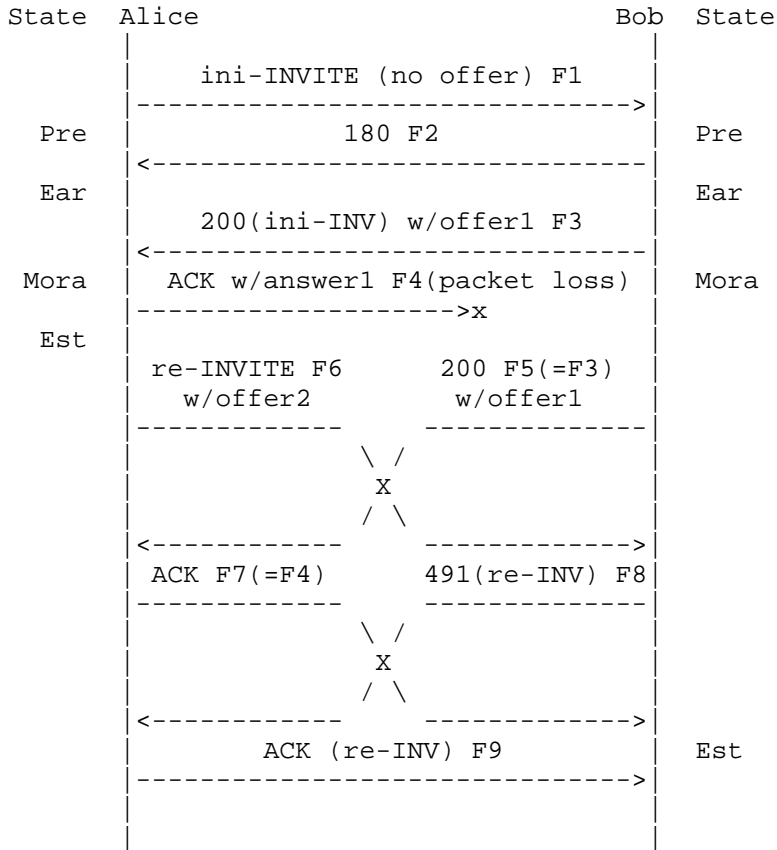 State Alice Bob State
ini-INVITE (no offer) F1
Pre 180 F2 Pre
Ear Ear
200(ini-INV) w/offer1 F3
Mora ACK w/answer1 F4(packet loss) Mora
x
Est
re-INVITE F6 200 F5(=F3)
w/offer2 w/offer1
X
ACK F7(=F4) 491(re-INV) F8
X
ACK (re-INV) F9 Est